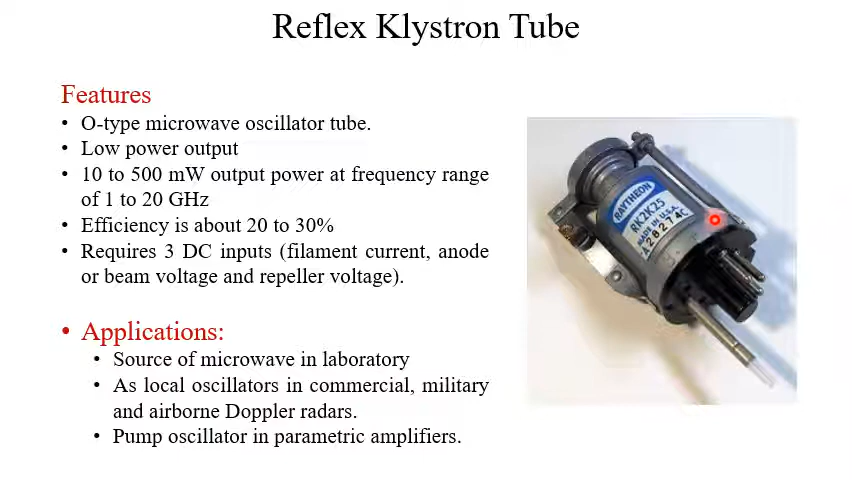 Reflex Klystron Tube
Features
• O-type microwave oscillator tube.
• Low power output
• 10 to 500 mW output power at frequency range
of 1 to 20 GHz
• Efficiency is about 20 to 30%
• Requires 3 DC inputs (filament current, anode
or beam voltage and repeller voltage).
• Applications:
• Source of microwave in laboratory
• As local oscillators in commercial, military
and airborne Doppler radars.
• Pump oscillator in parametric amplifiers.
RAYTHEON
RK2K25
MADE IN U.S.A.